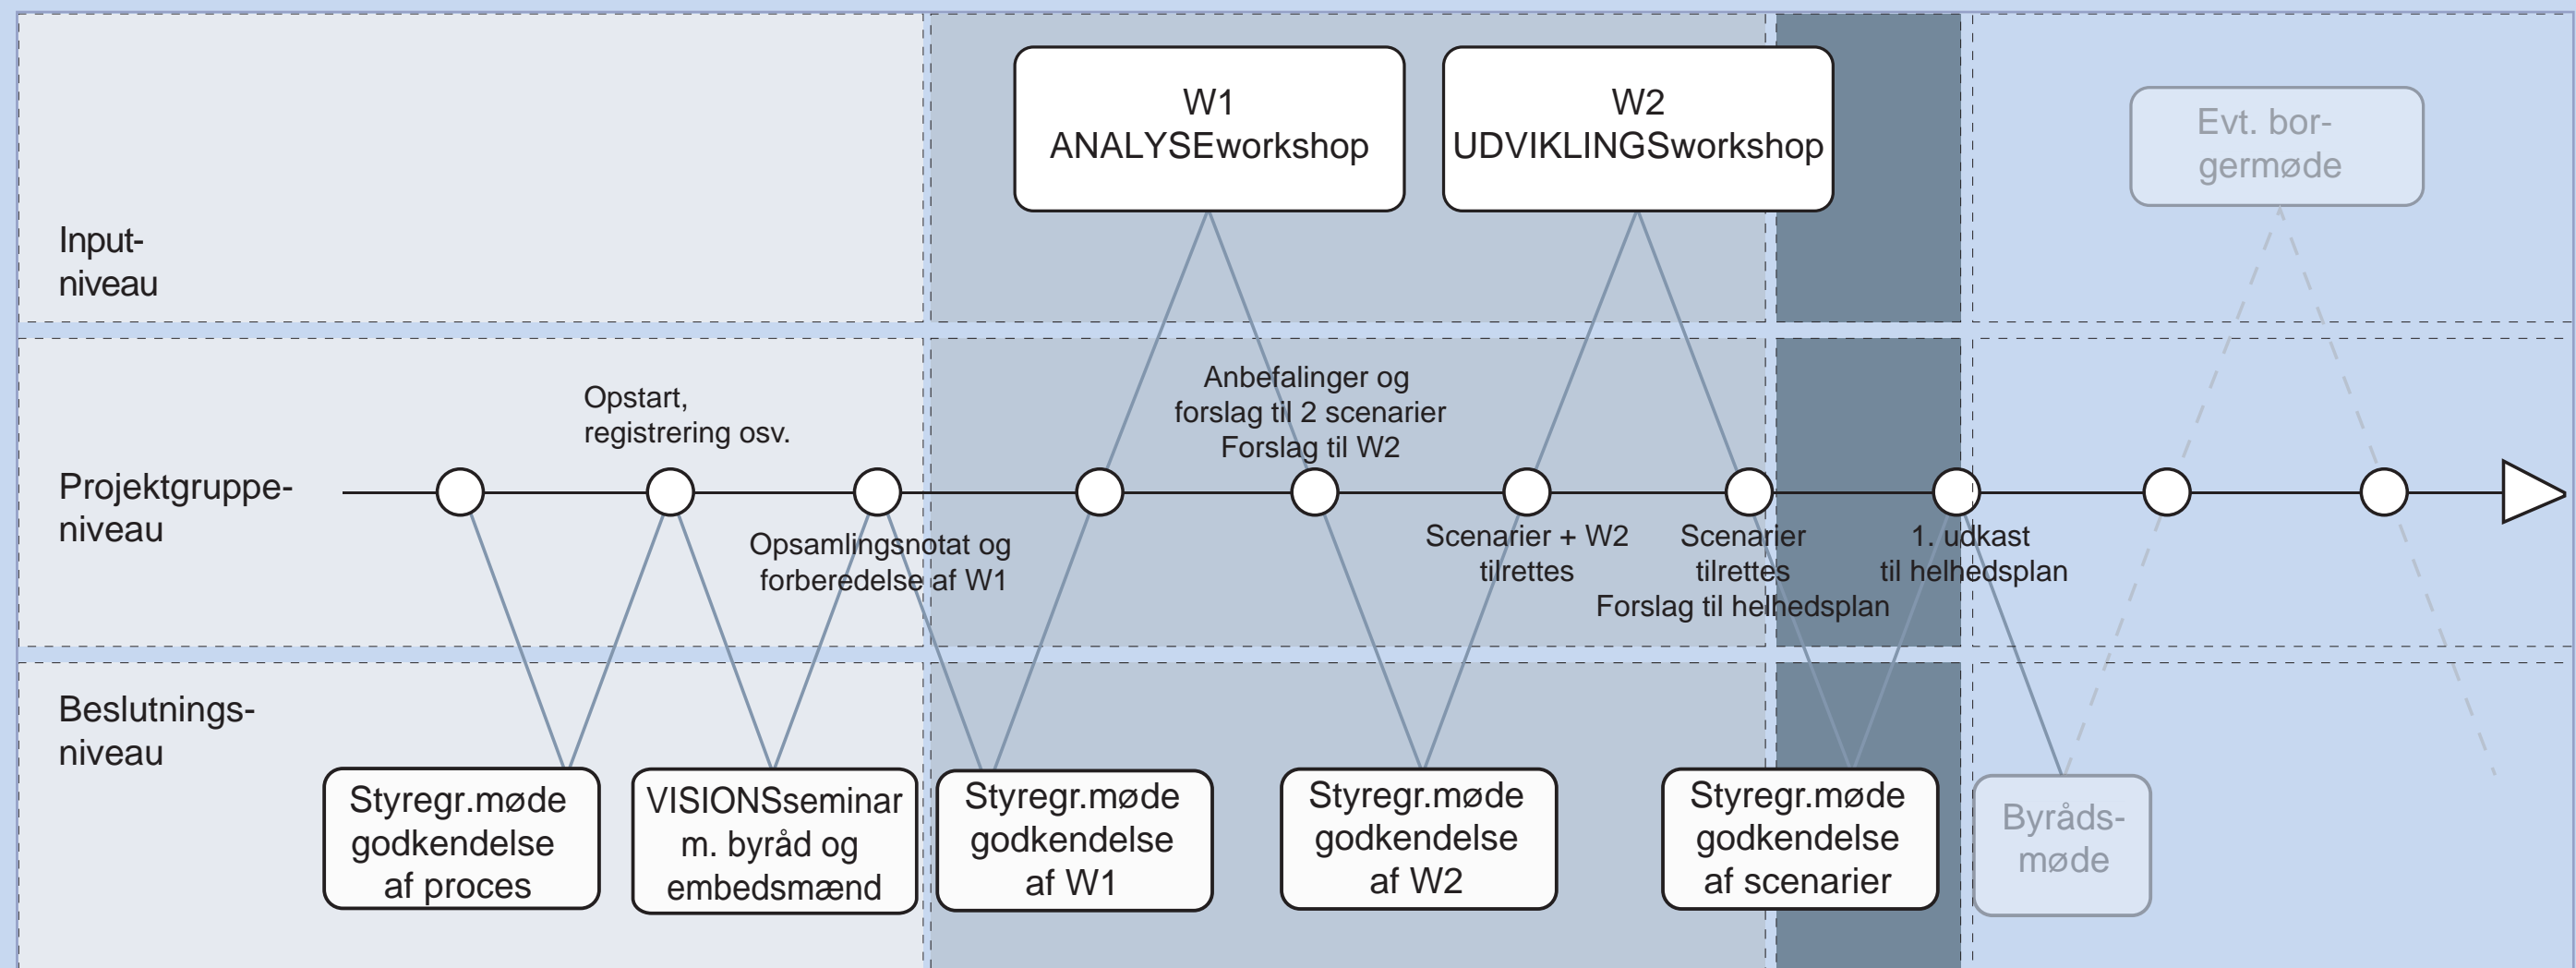 W1
ANALYSEworkshop
W2
UDVIKLINGSworkshop
Evt. bor-
germøde
Input-
niveau
Opstart,
registrering osv.
Anbefalinger og
forslag til 2 scenarier
Forslag til W2
Projektgruppe-
niveau
Opsamlingsnotat og
forberedelse af W1
Scenarier + W2
tilrettes
Scenarier
tilrettes
Forslag til helhedsplan
1. udkast
til helhedsplan
Beslutnings-
niveau
Styregr.møde
godkendelse
af proces
VISIONSseminar
m. byråd og
embedsmænd
Styregr.møde
godkendelse
af W1
Styregr.møde
godkendelse
af W2
Styregr.møde
godkendelse
af scenarier
Byråds-
møde